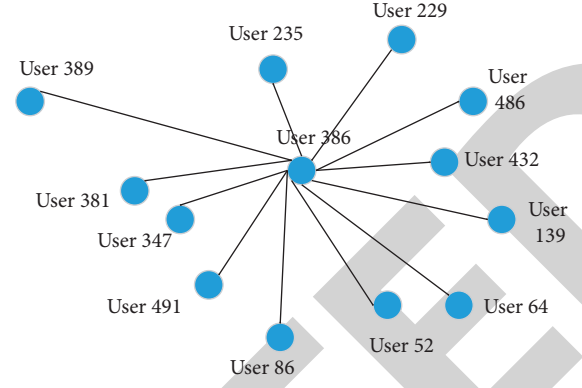 User 229
User 235
User 389
User
486
User 386
User 432
User 381
User
139
User 347
User 491
User 64
User 52
User 86